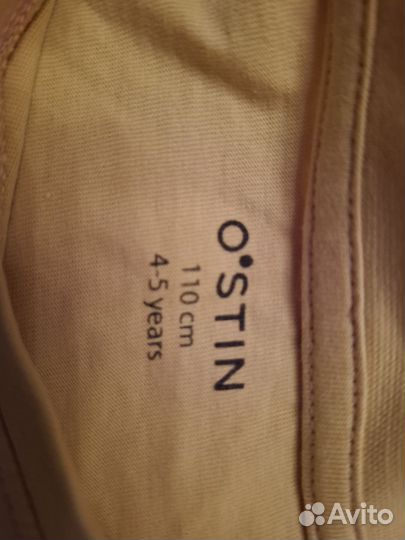 O'STIN
110 cm
4-5 years
Avito